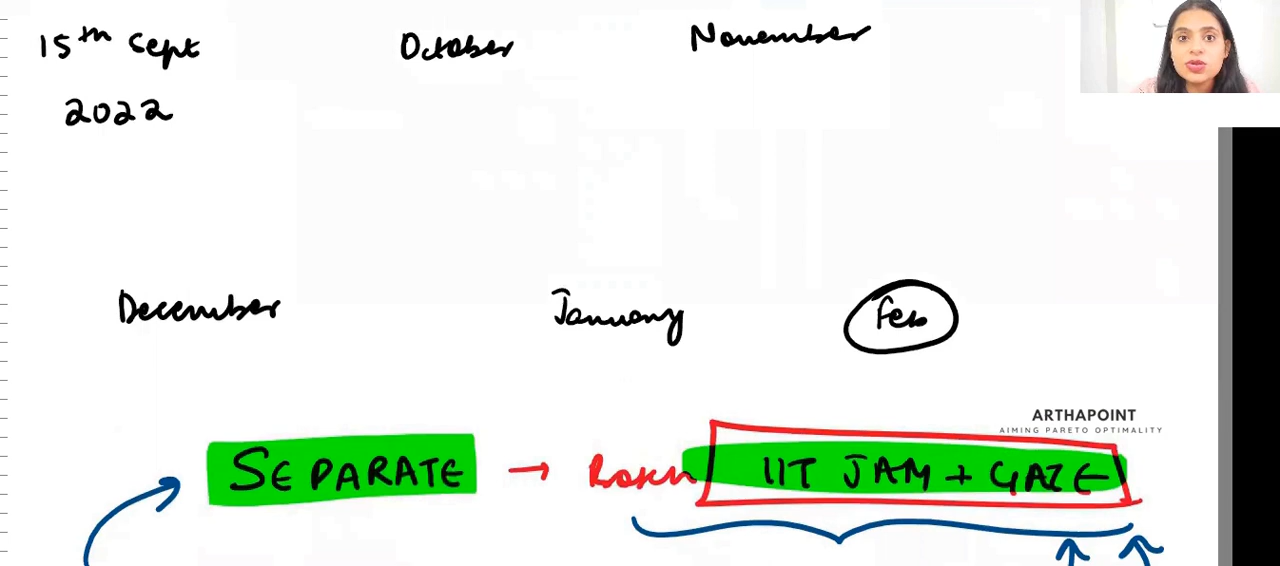 15th Sept October November
2022
December January Feb
ARTHAPOINT
AIMING PARETO OPTIMALITY
SEPARATE → IIT JAM + GATE